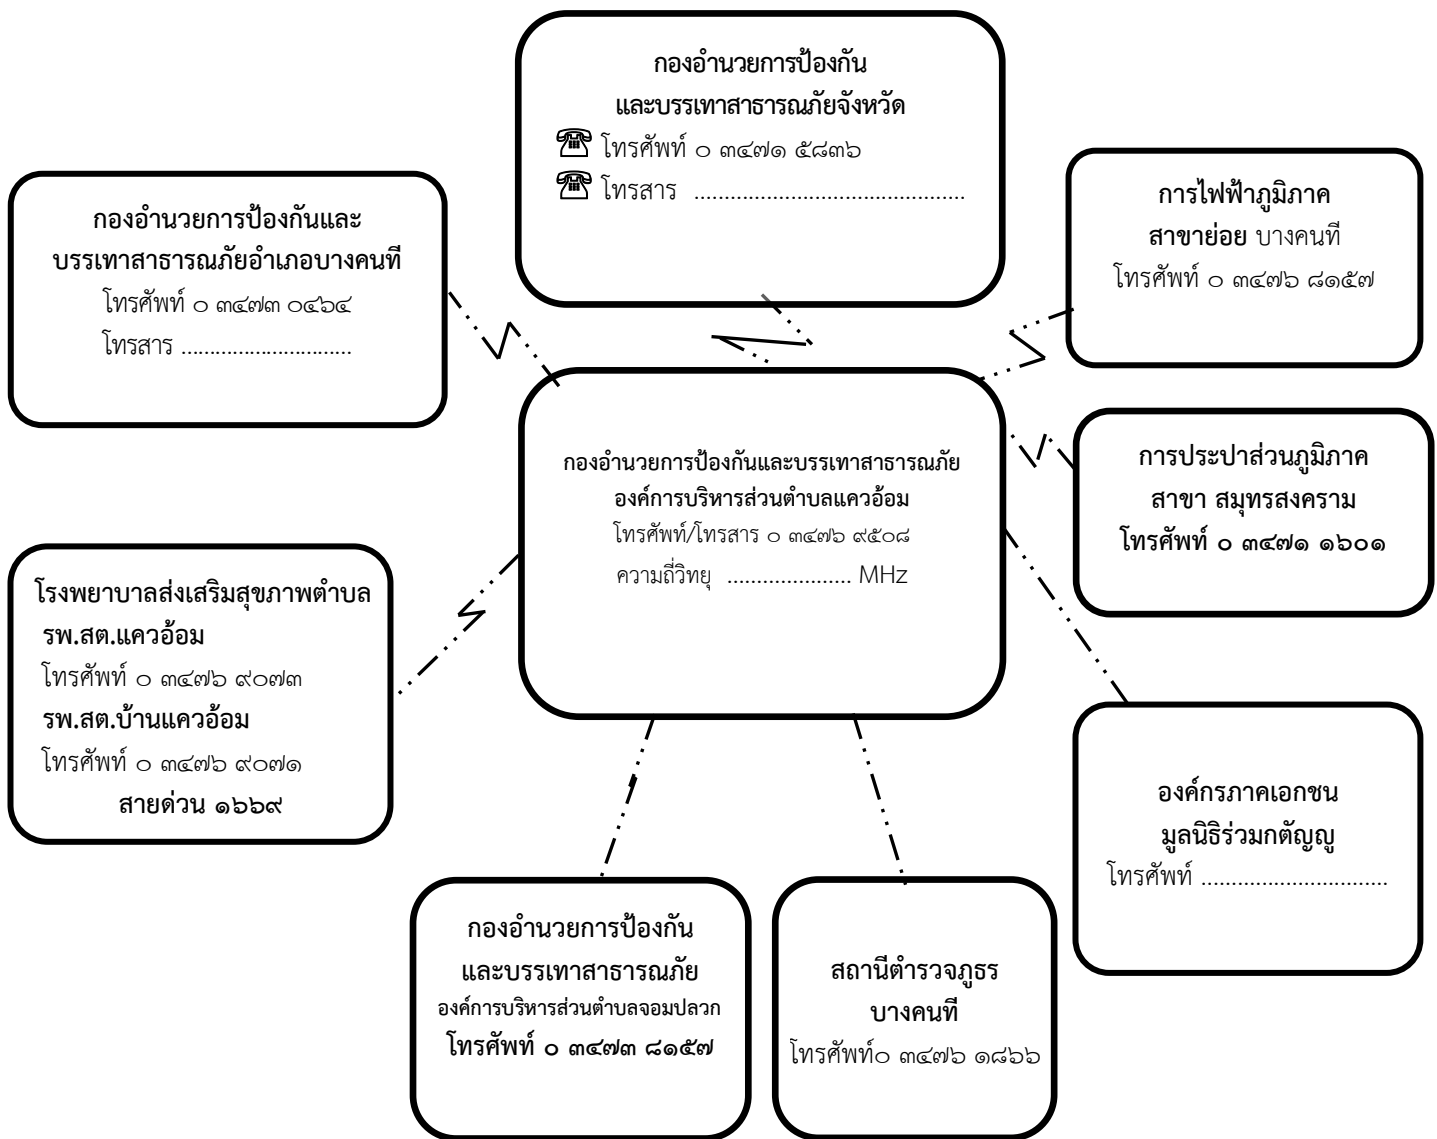 กองอำนวยการป้องกัน
และบรรเทาสาธารณภัยจังหวัด
โทรศัพท์ ๐ ๓๔๗๑ ๕๘๓๖
โทรสาร .............................................
กองอำนวยการป้องกันและ
บรรเทาสาธารณภัยอำเภอบางคนที
โทรศัพท์ ๐ ๓๔๗๓ ๐๔๖๔
โทรสาร ............................
การไฟฟ้าภูมิภาค
สาขาย่อย บางคนที
โทรศัพท์ ๐ ๓๔๗๖ ๘๑๕๗
กองอำนวยการป้องกันและบรรเทาสาธารณภัย
องค์การบริหารส่วนตำบลแควอ้อม
โทรศัพท์/โทรสาร ๐ ๓๔๗๖ ๙๕๐๘
ความถี่วิทยุ ..................... MHz
การประปาส่วนภูมิภาค
สาขา สมุทรสงคราม
โทรศัพท์ ๐ ๓๔๗๑ ๑๖๐๑
โรงพยาบาลส่งเสริมสุขภาพตำบล
รพ.สต.แควอ้อม
โทรศัพท์ ๐ ๓๔๗๖ ๙๐๗๓
รพ.สต.บ้านแควอ้อม
โทรศัพท์ ๐ ๓๔๗๖ ๙๐๗๑
สายด่วน ๑๖๖๙
องค์กรภาคเอกชน
มูลนิธิร่วมกตัญญู
โทรศัพท์ ...............................
กองอำนวยการป้องกัน
และบรรเทาสาธารณภัย
องค์การบริหารส่วนตำบลจอมปลวก
โทรศัพท์ ๐ ๓๔๗๓ ๘๑๕๗
สถานีตำรวจภูธร
บางคนที
โทรศัพท์๐ ๓๔๗๖ ๑๘๖๖